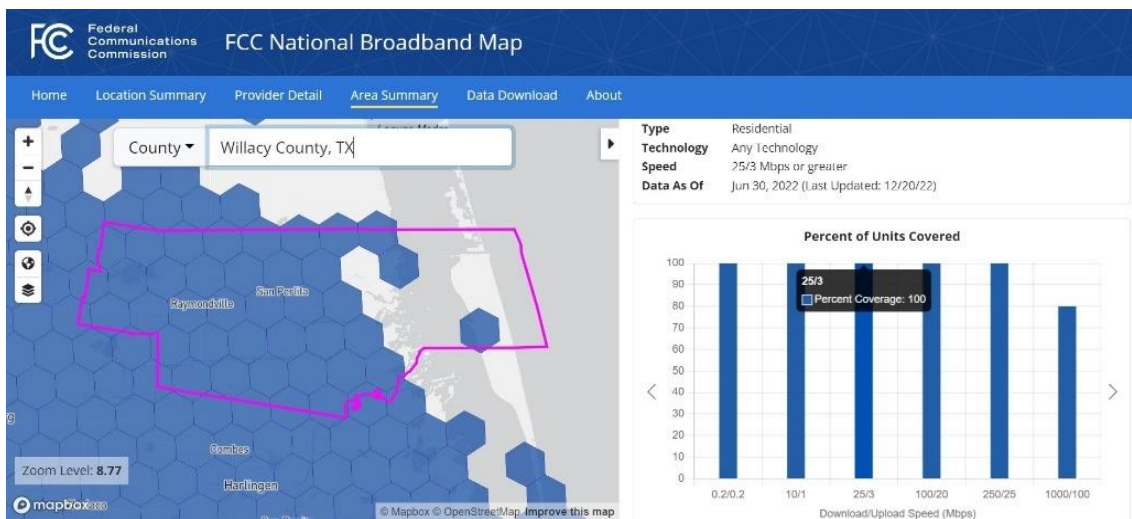 FC Federal
Communications
Commission
FCC National Broadband Map
Home Location Summary Provider Detail Area Summary Data Download About
County Willacy County, TX
Type Residential
Technology Any Technology
Speed 25/3 Mbps or greater
Data As Of Jun 30, 2022 (Last Updated: 12/20/22)
Raymondville
San Perlita
Combes
Harlingen
Zoom Level: 8.77
mapbox
© Mapbox © OpenStreetMap Improve this map
Percent of Units Covered
100
90
80
70
60
50
40
30
20
10
0
25/3
Percent Coverage: 100
0.2/0.2 10/1 25/3 100/20 250/25 1000/100
Download/Upload Speed (Mbps)